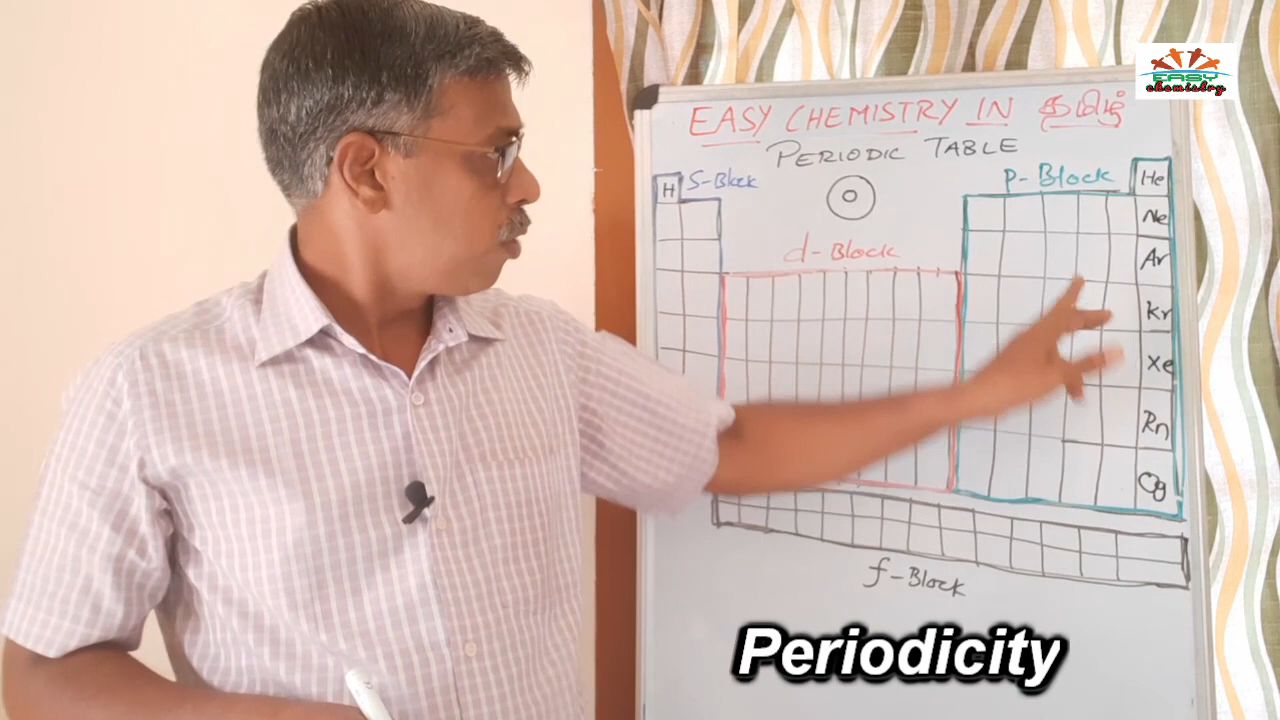 EASY chemistry
EASY CHEMISTRY IN தமிழ்
PERIODIC TABLE
H S-Block P-Block He
Ne
d-Block Ar
Kr
Xe
Rn
Og
f-Block
Periodicity